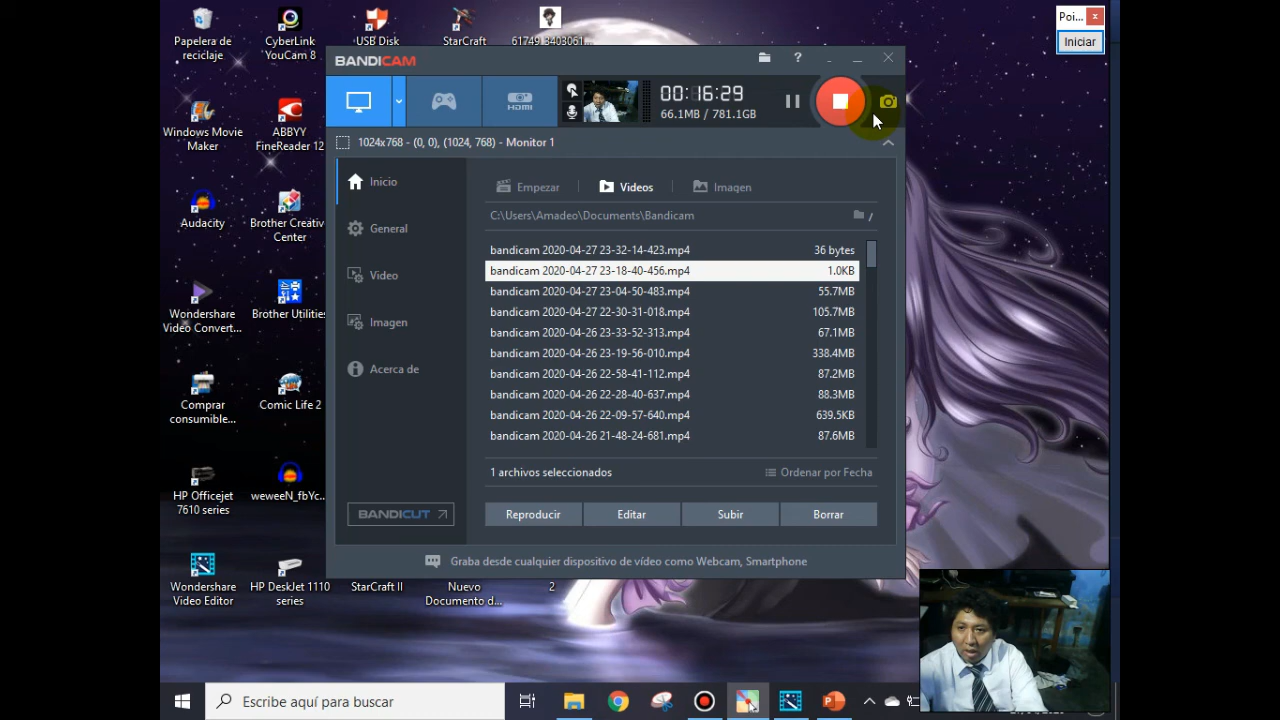 Papelera de
reciclaje
CyberLink
YouCam 8
USB Disk
StarCraft
61749_3403061...
Poi...
Iniciar
Windows Movie
Maker
ABBYY
FineReader 12
Audacity
Brother Creativ
Center
Wondershare
Video Convert...
Brother Utilities
Comprar
consumible...
Comic Life 2
HP Officejet
7610 series
weweeN_fbYc...
Wondershare
Video Editor
HP Deskjet 1110
series
StarCraft II
Nuevo
Documento d...
2
BANDICAM
?
HDMI
00:16:29
66.1MB / 781.1GB
1024x768 - (0, 0), (1024, 768) - Monitor 1
Inicio
General
Video
Imagen
Acerca de
BANDICUT
Empezar
Videos
Imagen
C:\Users\Amadeo\Documents\Bandicam
/
bandicam 2020-04-27 23-32-14-423.mp4 36 bytes
bandicam 2020-04-27 23-18-40-456.mp4 1.0KB
bandicam 2020-04-27 23-04-50-483.mp4 55.7MB
bandicam 2020-04-27 22-30-31-018.mp4 105.7MB
bandicam 2020-04-26 23-33-52-313.mp4 67.1MB
bandicam 2020-04-26 23-19-56-010.mp4 338.4MB
bandicam 2020-04-26 22-58-41-112.mp4 87.2MB
bandicam 2020-04-26 22-28-40-637.mp4 88.3MB
bandicam 2020-04-26 22-09-57-640.mp4 639.5KB
bandicam 2020-04-26 21-48-24-681.mp4 87.6MB
1 archivos seleccionados
Ordenar por Fecha
Reproducir
Editar
Subir
Borrar
Graba desde cualquier dispositivo de vídeo como Webcam, Smartphone
Escribe aquí para buscar